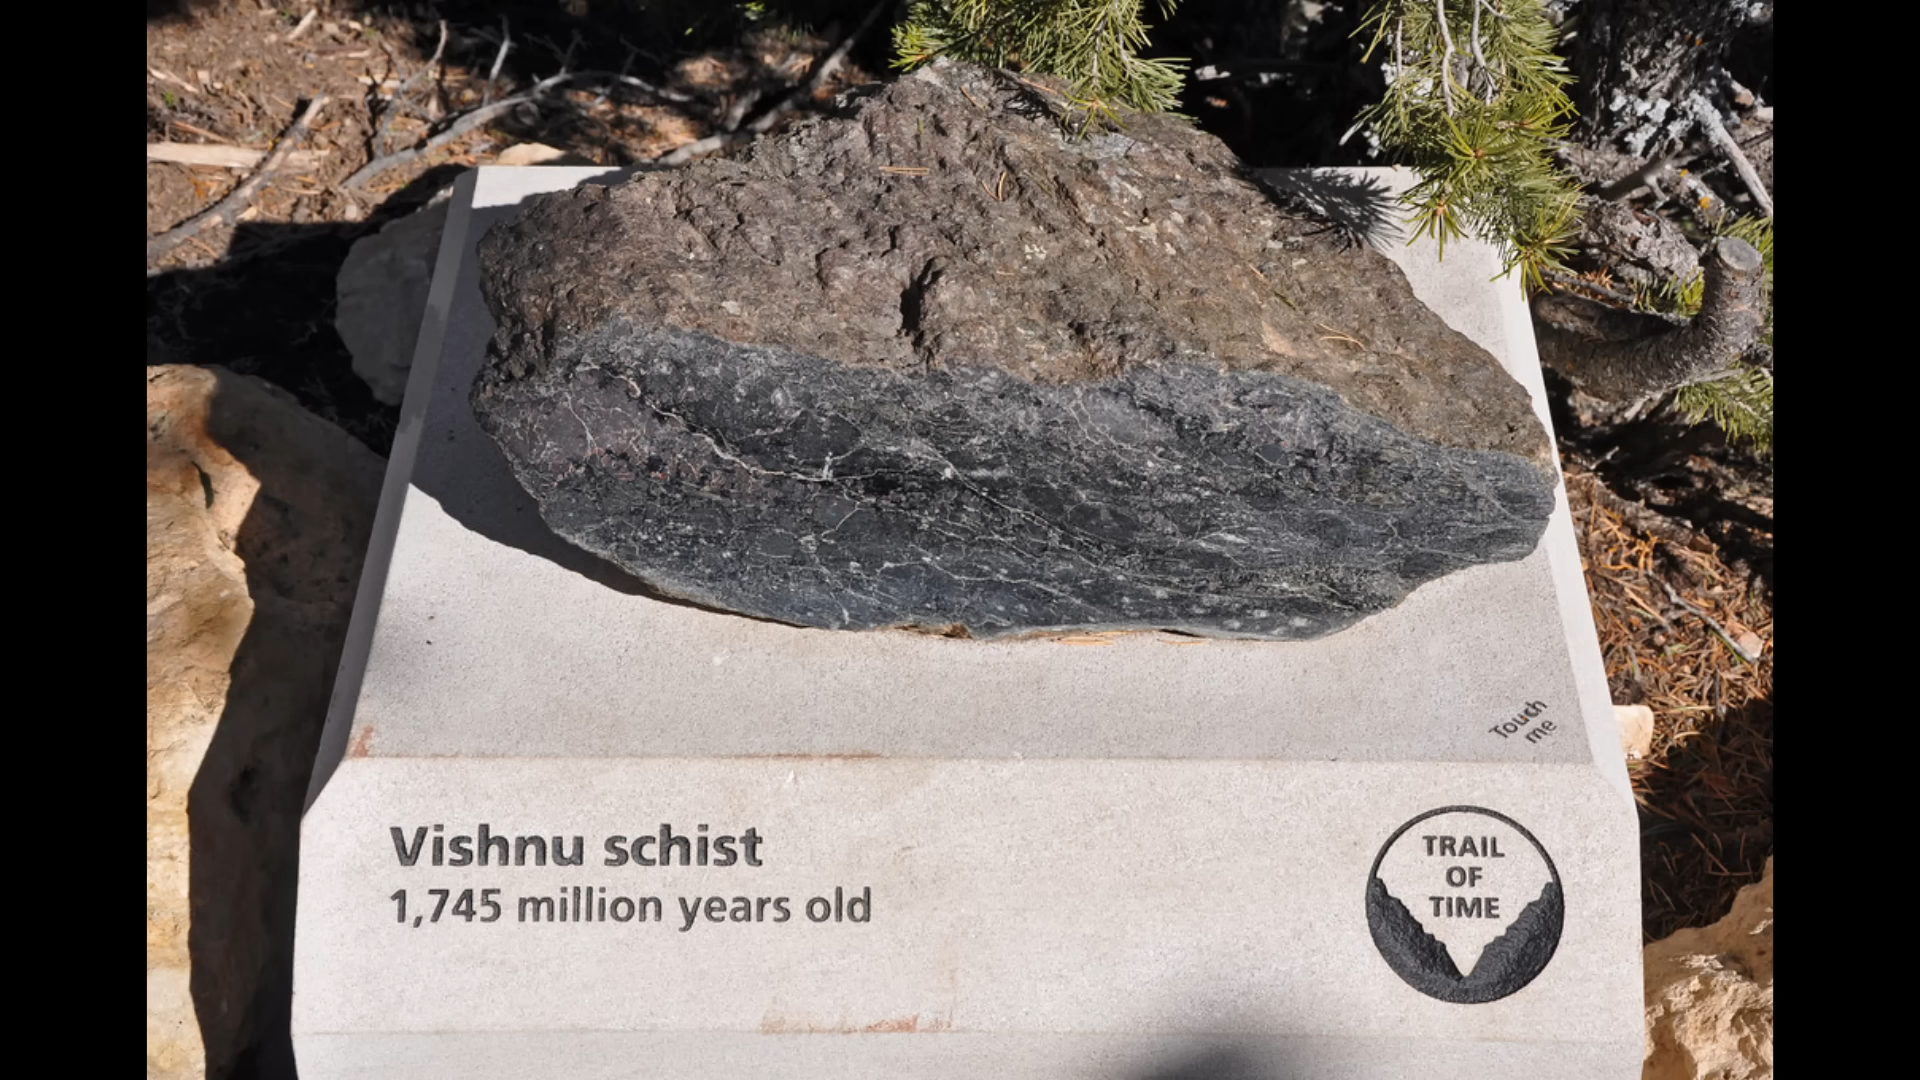 Touch
me
Vishnu schist
1,745 million years old
TRAIL
OF
TIME